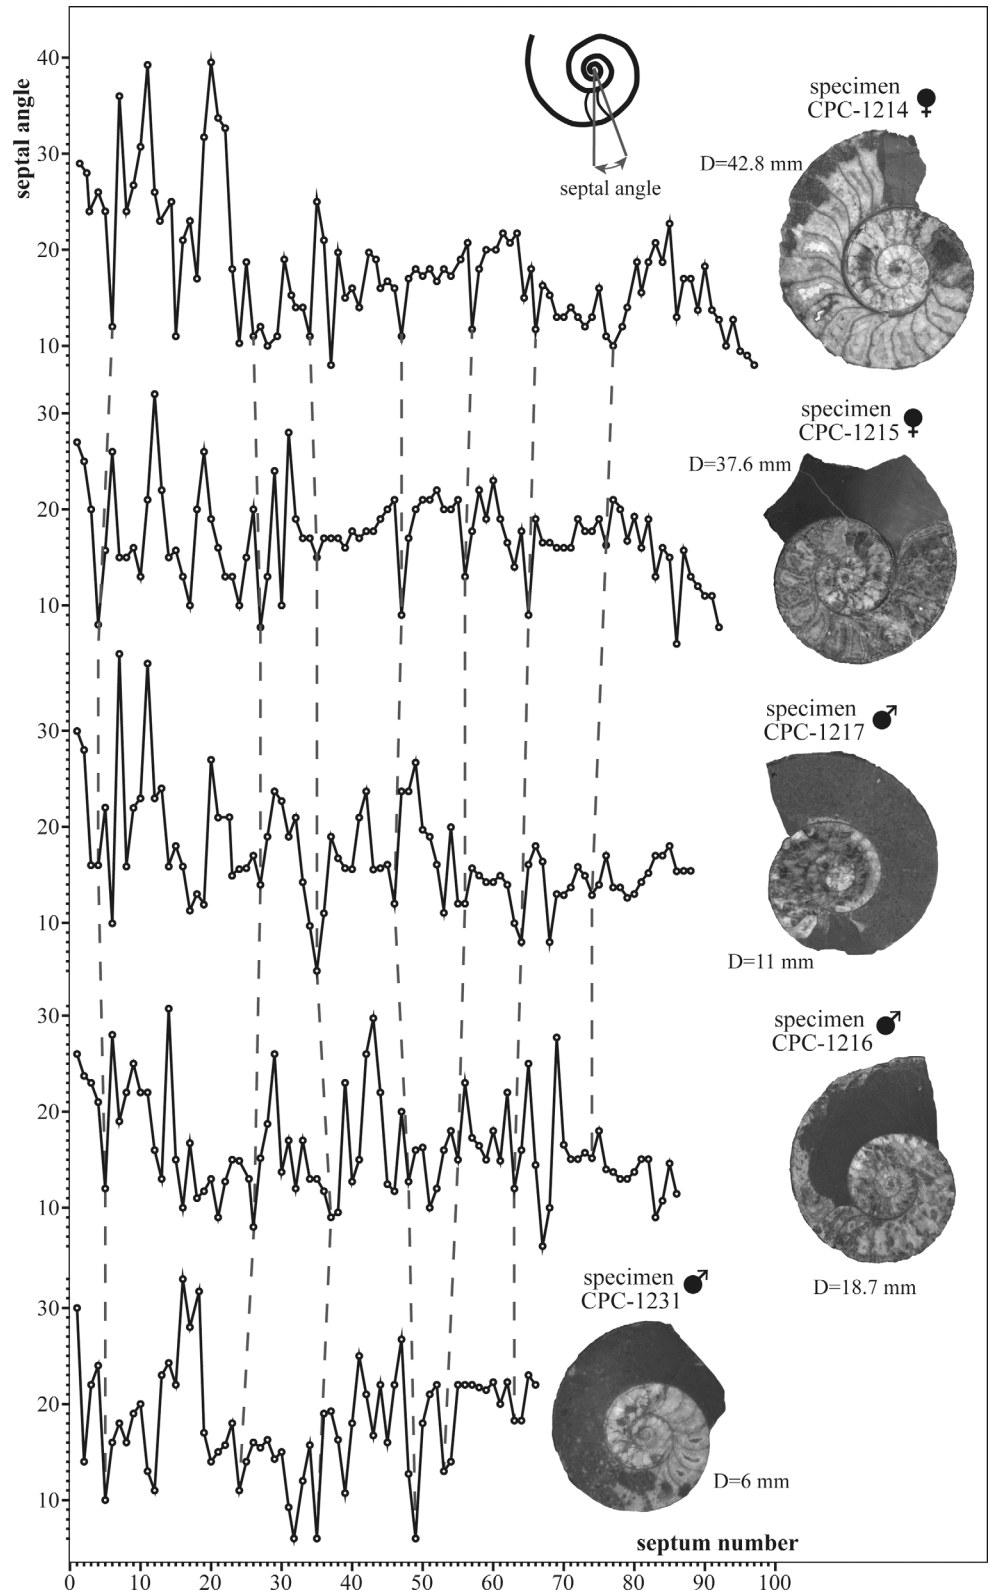 septal angle
40
30
20
10
septal angle
specimen
CPC-1214 ♀
D=42.8 mm
30
20
10
specimen
CPC-1215 ♀
D=37.6 mm
30
20
10
specimen
CPC-1217 ♂
D=11 mm
30
20
10
specimen
CPC-1216 ♂
D=18.7 mm
30
20
10
specimen
CPC-1231 ♂
D=6 mm
septum number
0 10 20 30 40 50 60 70 80 90 100